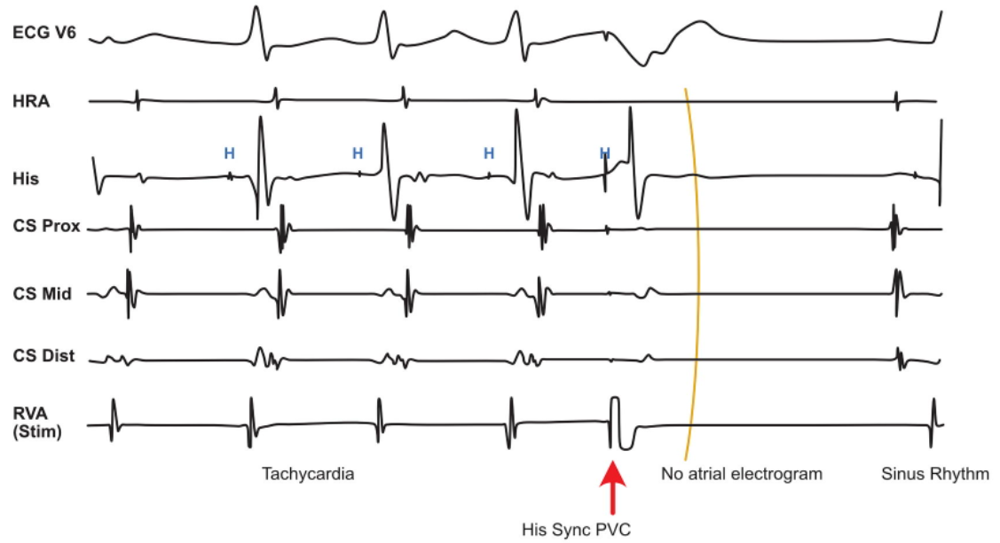 ECG V6
HRA
H H H H
His
CS Prox
CS Mid
CS Dist
RVA
(Stim)
Tachycardia
No atrial electrogram
Sinus Rhythm
His Sync PVC